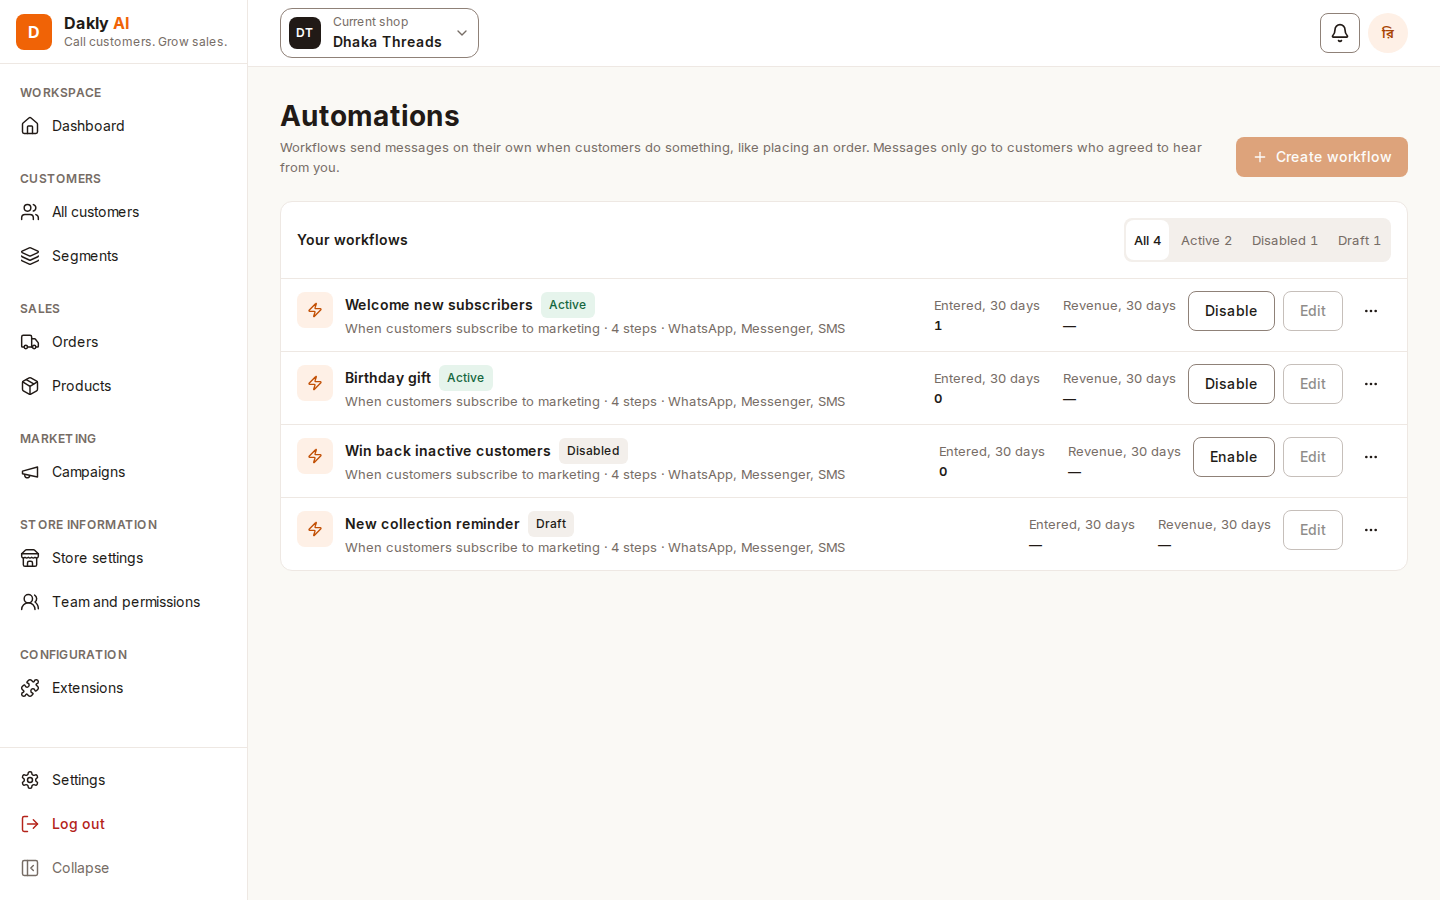 D
Dakly AI
Call customers. Grow sales.
DT
Current shop
Dhaka Threads
রি
WORKSPACE
Dashboard
CUSTOMERS
All customers
Segments
SALES
Orders
Products
MARKETING
Campaigns
STORE INFORMATION
Store settings
Team and permissions
CONFIGURATION
Extensions
Settings
Log out
Collapse
Automations
Workflows send messages on their own when customers do something, like placing an order. Messages only go to customers who agreed to hear
from you.
Create workflow
Your workflows
All 4 Active 2 Disabled 1 Draft 1
Welcome new subscribers Active
When customers subscribe to marketing · 4 steps · WhatsApp, Messenger, SMS
Entered, 30 days Revenue, 30 days
1 —
Disable Edit
Birthday gift Active
When customers subscribe to marketing · 4 steps · WhatsApp, Messenger, SMS
Entered, 30 days Revenue, 30 days
0 —
Disable Edit
Win back inactive customers Disabled
When customers subscribe to marketing · 4 steps · WhatsApp, Messenger, SMS
Entered, 30 days Revenue, 30 days
0 —
Enable Edit
New collection reminder Draft
When customers subscribe to marketing · 4 steps · WhatsApp, Messenger, SMS
Entered, 30 days Revenue, 30 days
— —
Edit